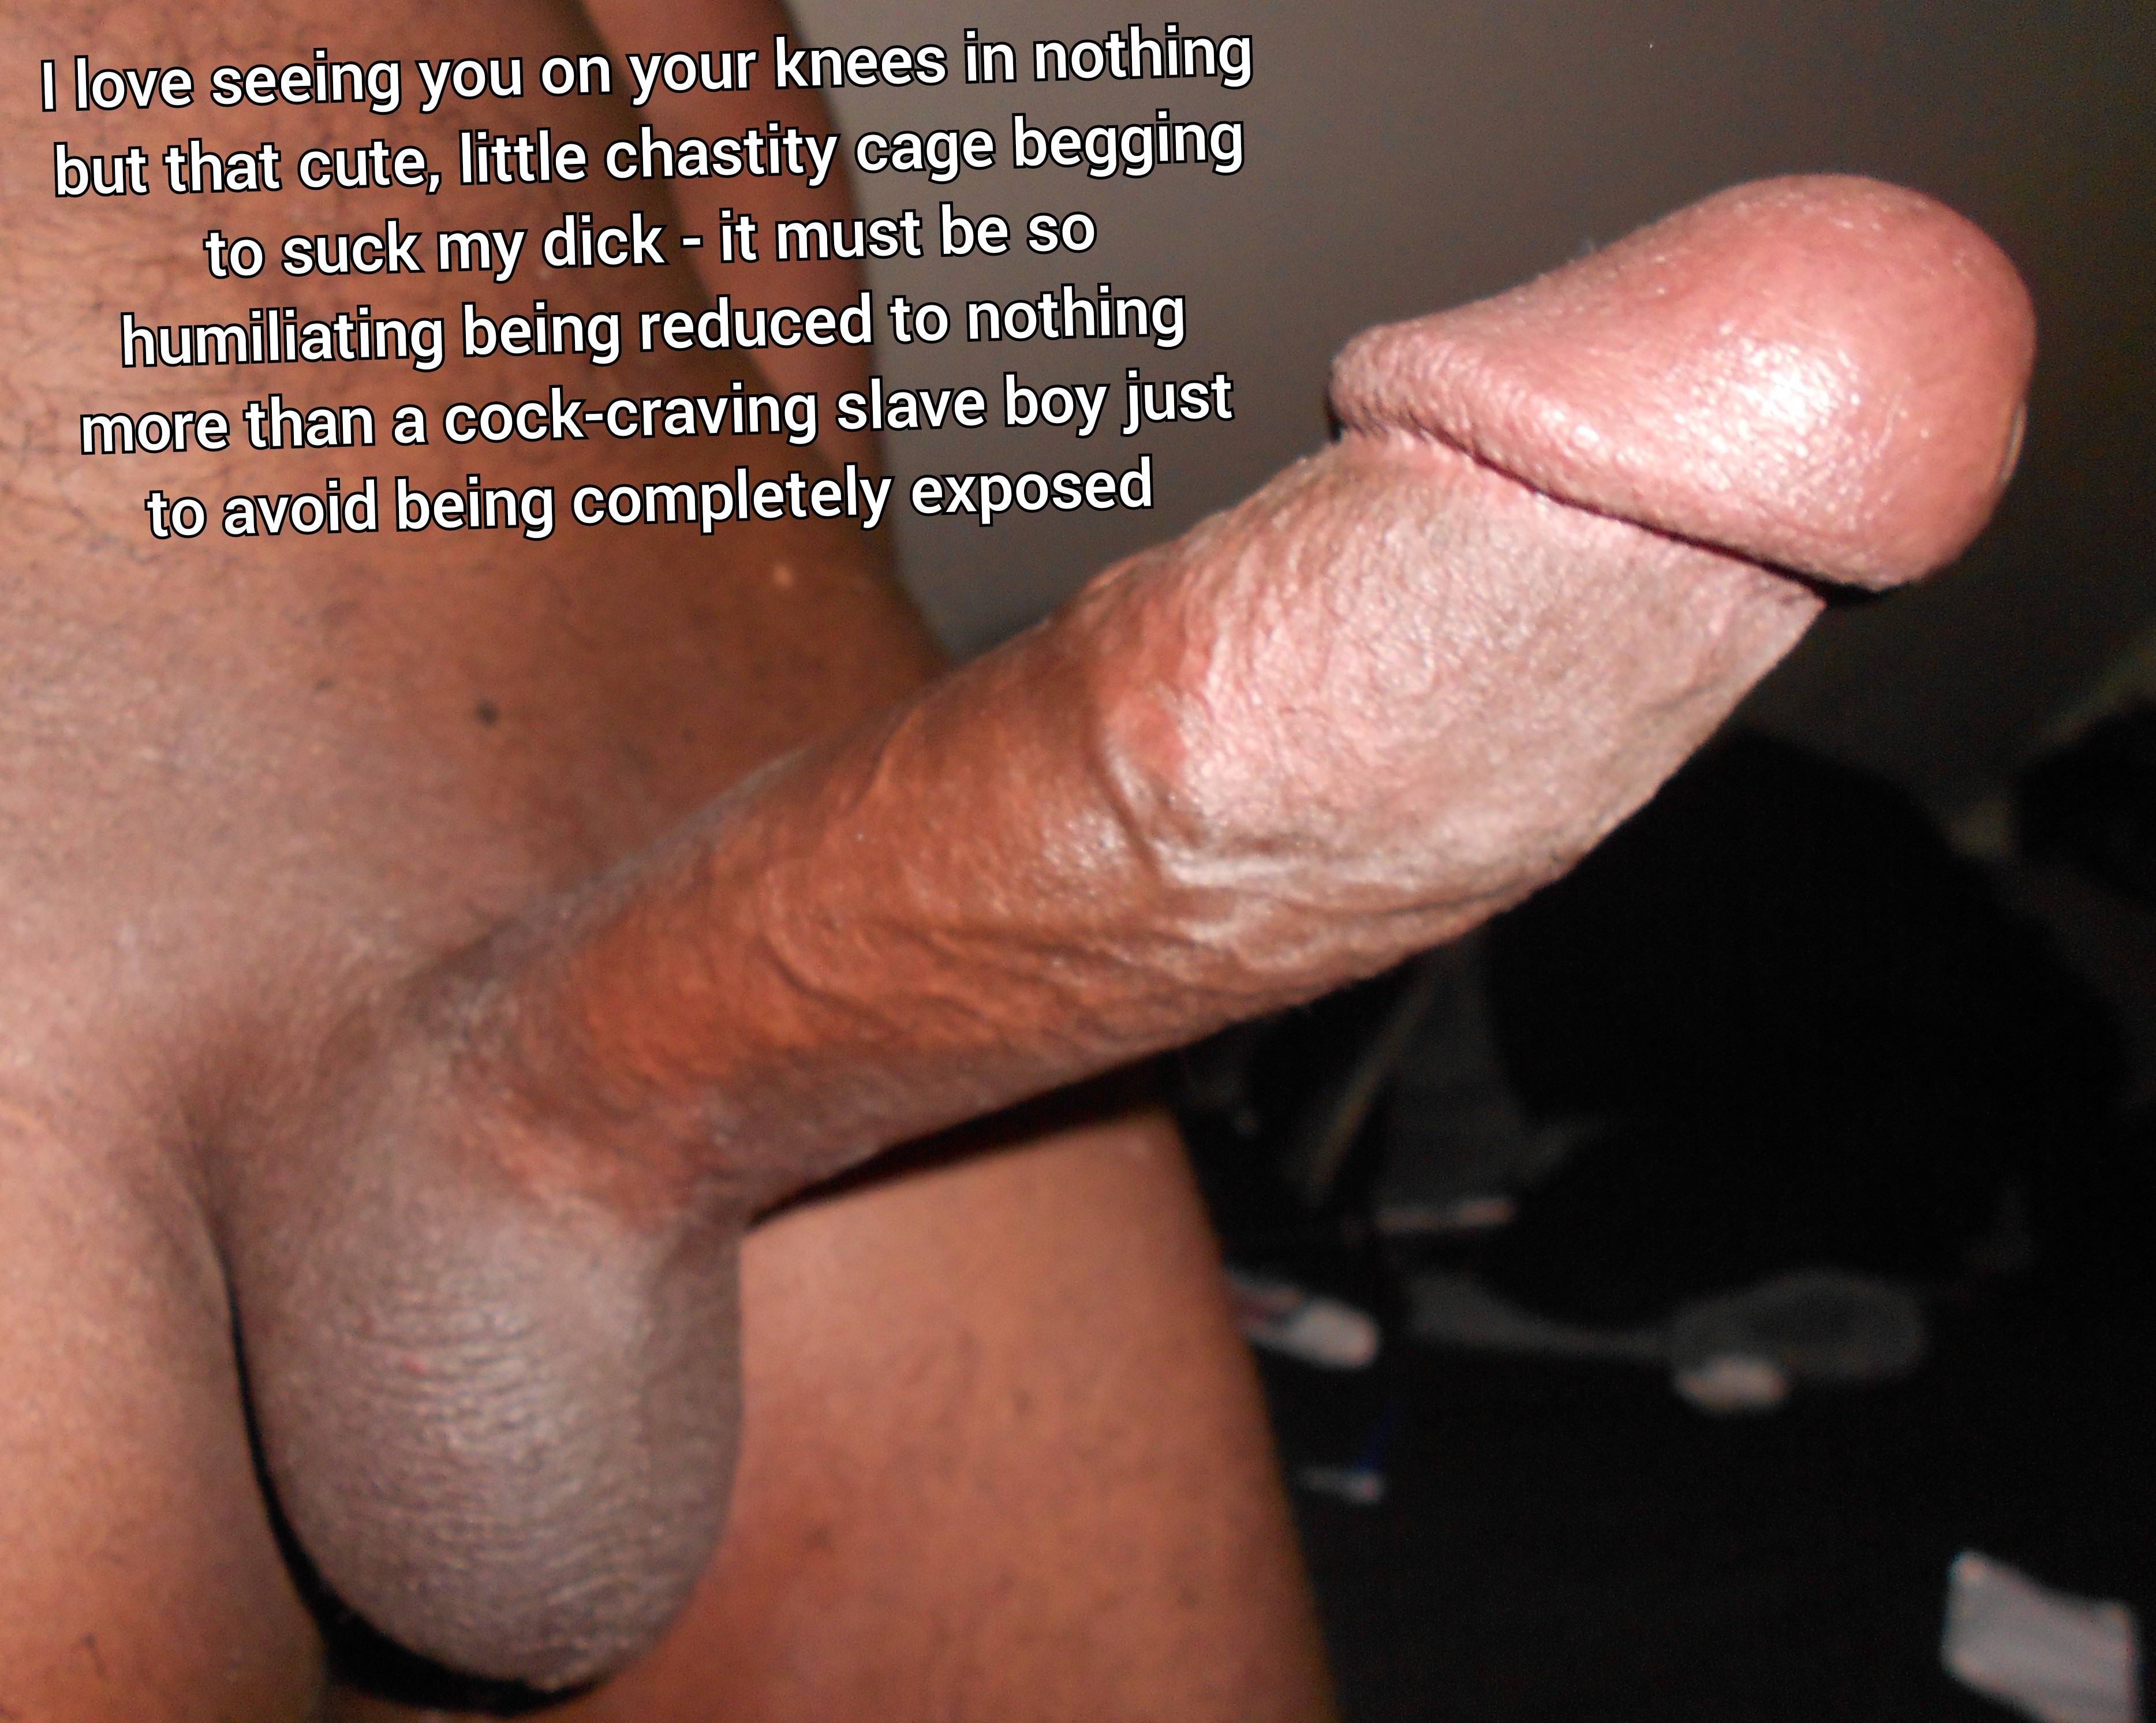 I love seeing you on your knees in nothing
but that cute, little chastity cage begging
to suck my dick - it must be so
humiliating being reduced to nothing
more than a cock-craving slave boy just
to avoid being completely exposed